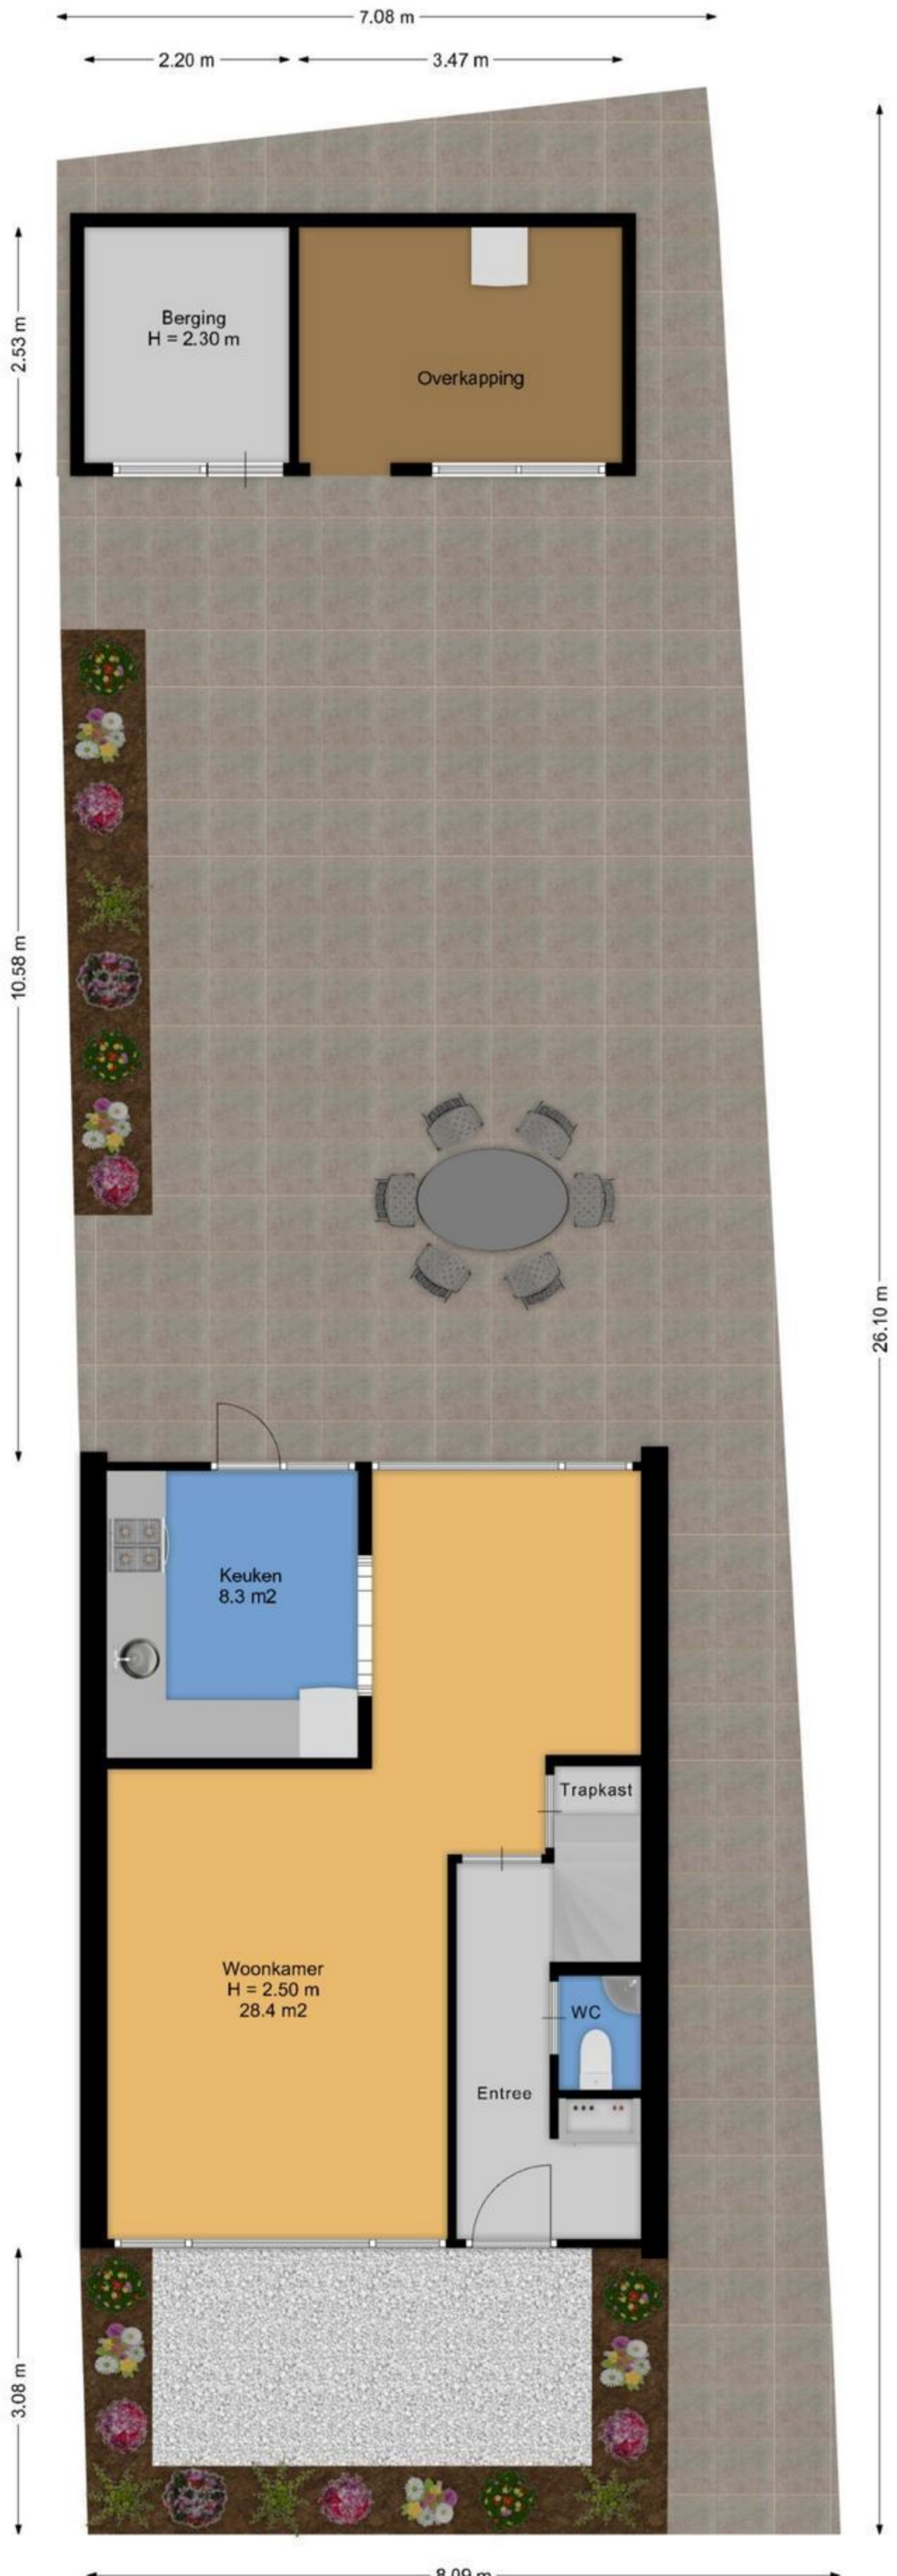 7.08 m
2.20 m
3.47 m
Berging
H = 2.30 m
2.53 m
Overkapping
10.58 m
26.10 m
Keuken
8.3 m2
Trapkast
Woonkamer
H = 2.50 m
28.4 m2
WC
Entree
3.08 m
8.09 m